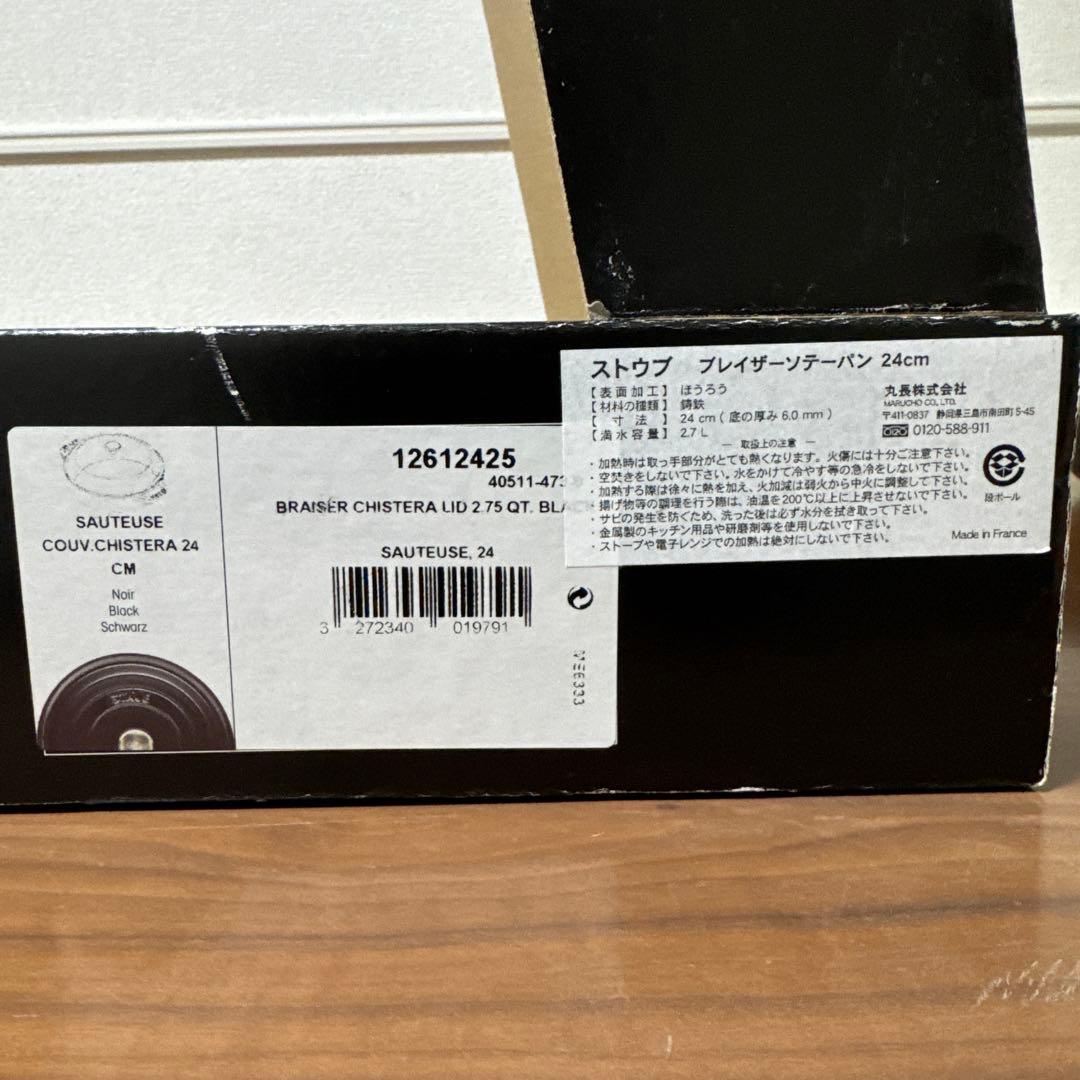 SAUTEUSE
COUV.CHISTERA 24
CM
Noir
Black
Schwarz
STAUB
12612425
40511-473-0
BRAISER CHISTERA LID 2.75 QT. BLACK
SAUTEUSE, 24
3 272340 019791
ME6333
ストウブ ブレイザーソテーパン 24cm
【表面加工】 ほうろう
【材料の種類】 鋳鉄
【寸法】 24 cm ( 底の厚み 6.0 mm )
【満水容量】 2.7 L
丸長株式会社
MARUCHO CO., LTD.
〒411-0837 静岡県三島市南田町 5-45
0120-588-911
― 取扱上の注意 ―
・加熱時は取っ手部分がとても熱くなります。火傷には十分ご注意下さい。
・空焚きをしないで下さい。水をかけて冷やす等の急冷をしないで下さい。
・加熱する際は徐々に熱を加え、火加減は弱火から中火に調整して下さい。
・揚げ物等の調理を行う際は、油温を200℃以上に上昇させないで下さい。
・サビの発生を防ぐため、洗った後は必ず水分を拭き取って下さい。
・金属製のキッチン用品や研磨剤等を使用しないで下さい。
・ストーブや電子レンジでの加熱は絶対にしないで下さい。
段ボール
Made in France